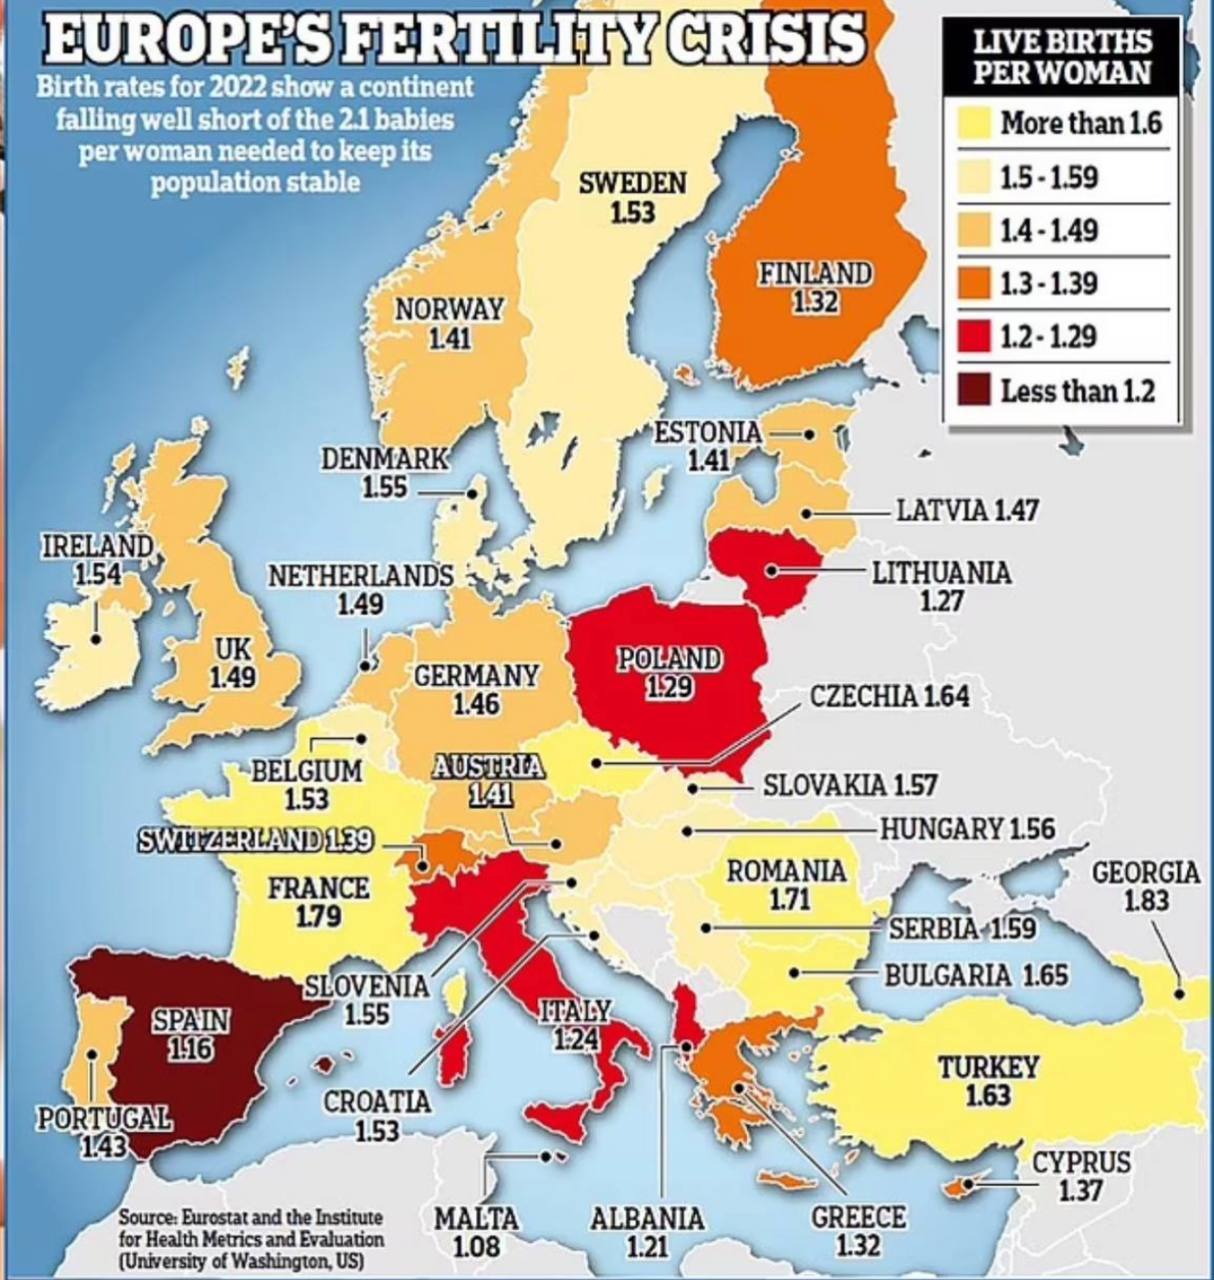 EUROPE'S FERTILITY CRISIS
Birth rates for 2022 show a continent
falling well short of the 2.1 babies
per woman needed to keep its
population stable
LIVE BIRTHS
PER WOMAN
More than 1.6
1.5 - 1.59
1.4 - 1.49
1.3 - 1.39
1.2 - 1.29
Less than 1.2
SWEDEN
1.53
FINLAND
1.32
NORWAY
1.41
ESTONIA
1.41
DENMARK
1.55
LATVIA 1.47
IRELAND
1.54
NETHERLANDS
1.49
LITHUANIA
1.27
UK
1.49
GERMANY
1.46
POLAND
1.29
CZECHIA 1.64
BELGIUM
1.53
AUSTRIA
1.41
SLOVAKIA 1.57
SWITZERLAND 1.39
HUNGARY 1.56
FRANCE
1.79
ROMANIA
1.71
GEORGIA
1.83
SERBIA 1.59
SLOVENIA
1.55
BULGARIA 1.65
SPAIN
1.16
ITALY
1.24
TURKEY
1.63
PORTUGAL
1.43
CROATIA
1.53
CYPRUS
1.37
MALTA
1.08
ALBANIA
1.21
GREECE
1.32
Source: Eurostat and the Institute
for Health Metrics and Evaluation
(University of Washington, US)